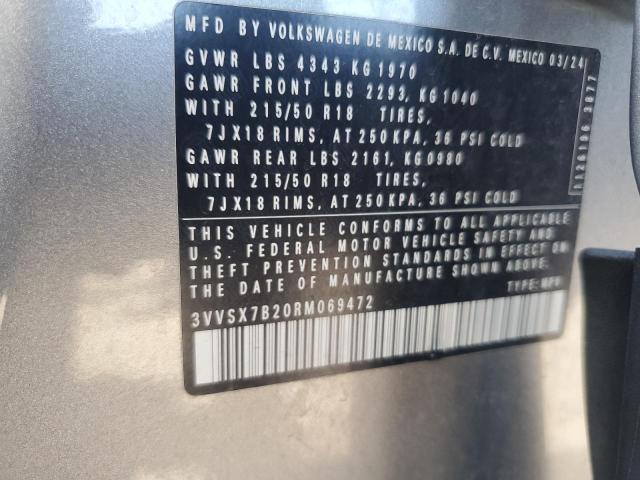 MFD BY VOLKSWAGEN DE MEXICO S.A. DE C.V. MEXICO 03/24
GVWR LBS 4343 KG 1970
GAWR FRONT LBS 2293, KG 1040
WITH 215/50 R18 TIRES,
7JX18 RIMS, AT 250 KPA, 36 PSI COLD
GAWR REAR LBS 2161, KG 0980
WITH 215/50 R18 TIRES,
7JX18 RIMS, AT 250 KPA, 36 PSI COLD
THIS VEHICLE CONFORMS TO ALL APPLICABLE
U.S. FEDERAL MOTOR VEHICLE SAFETY AND
THEFT PREVENTION STANDARDS IN EFFECT ON
THE DATE OF MANUFACTURE SHOWN ABOVE.
TYPE: MPV
3VVSX7B20RM069472